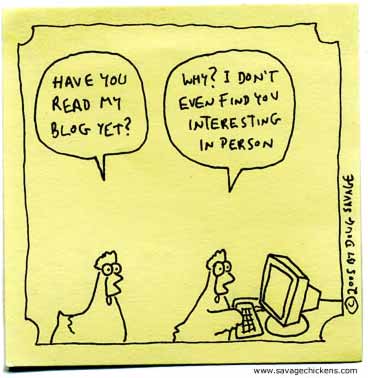 HAVE YOU
READ MY
BLOG YET?
WHY? I DON'T
EVEN FIND YOU
INTERESTING
IN PERSON
© 2005 BY DOUG SAVAGE
www.savagechickens.com